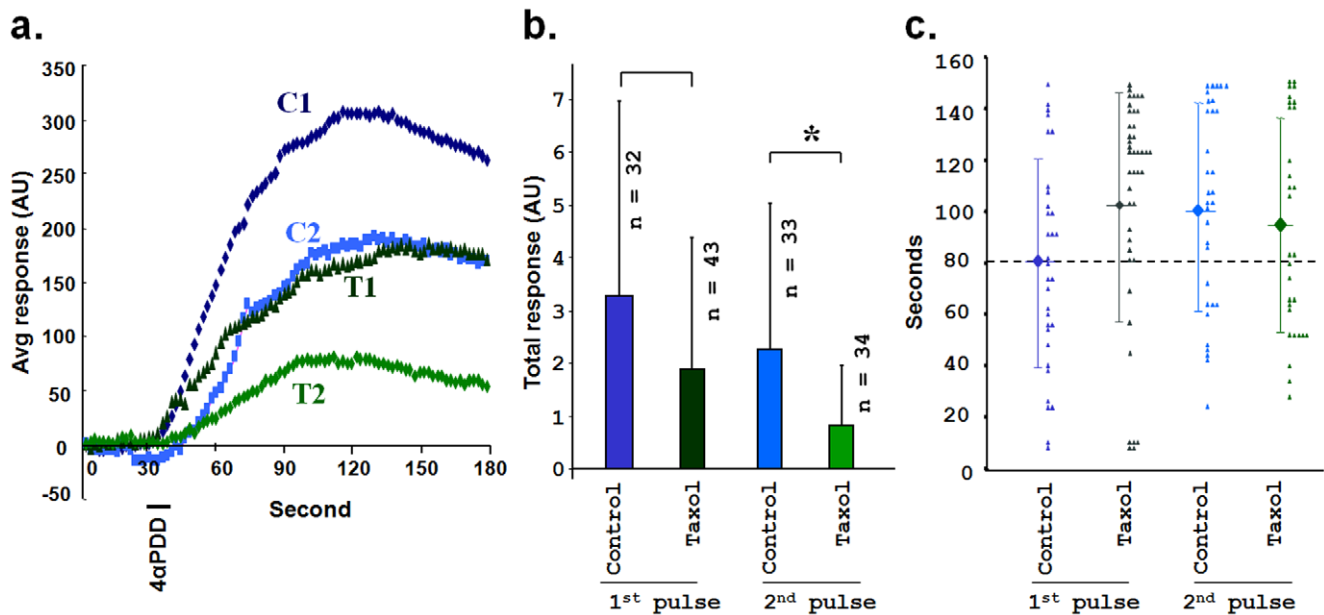 a.
Avg response (AU)
350
300
250
200
150
100
50
0
-50
C1
C2
T1
T2
0 30 60 90 120 150 180
Second
4αPDD
b.
Total response (AU)
7
6
5
4
3
2
1
0
n = 32
n = 43
*
n = 33
n = 34
Control Taxol Control Taxol
1st pulse 2nd pulse
c.
Seconds
160
140
120
100
80
60
40
20
0
Control Taxol Control Taxol
1st pulse 2nd pulse